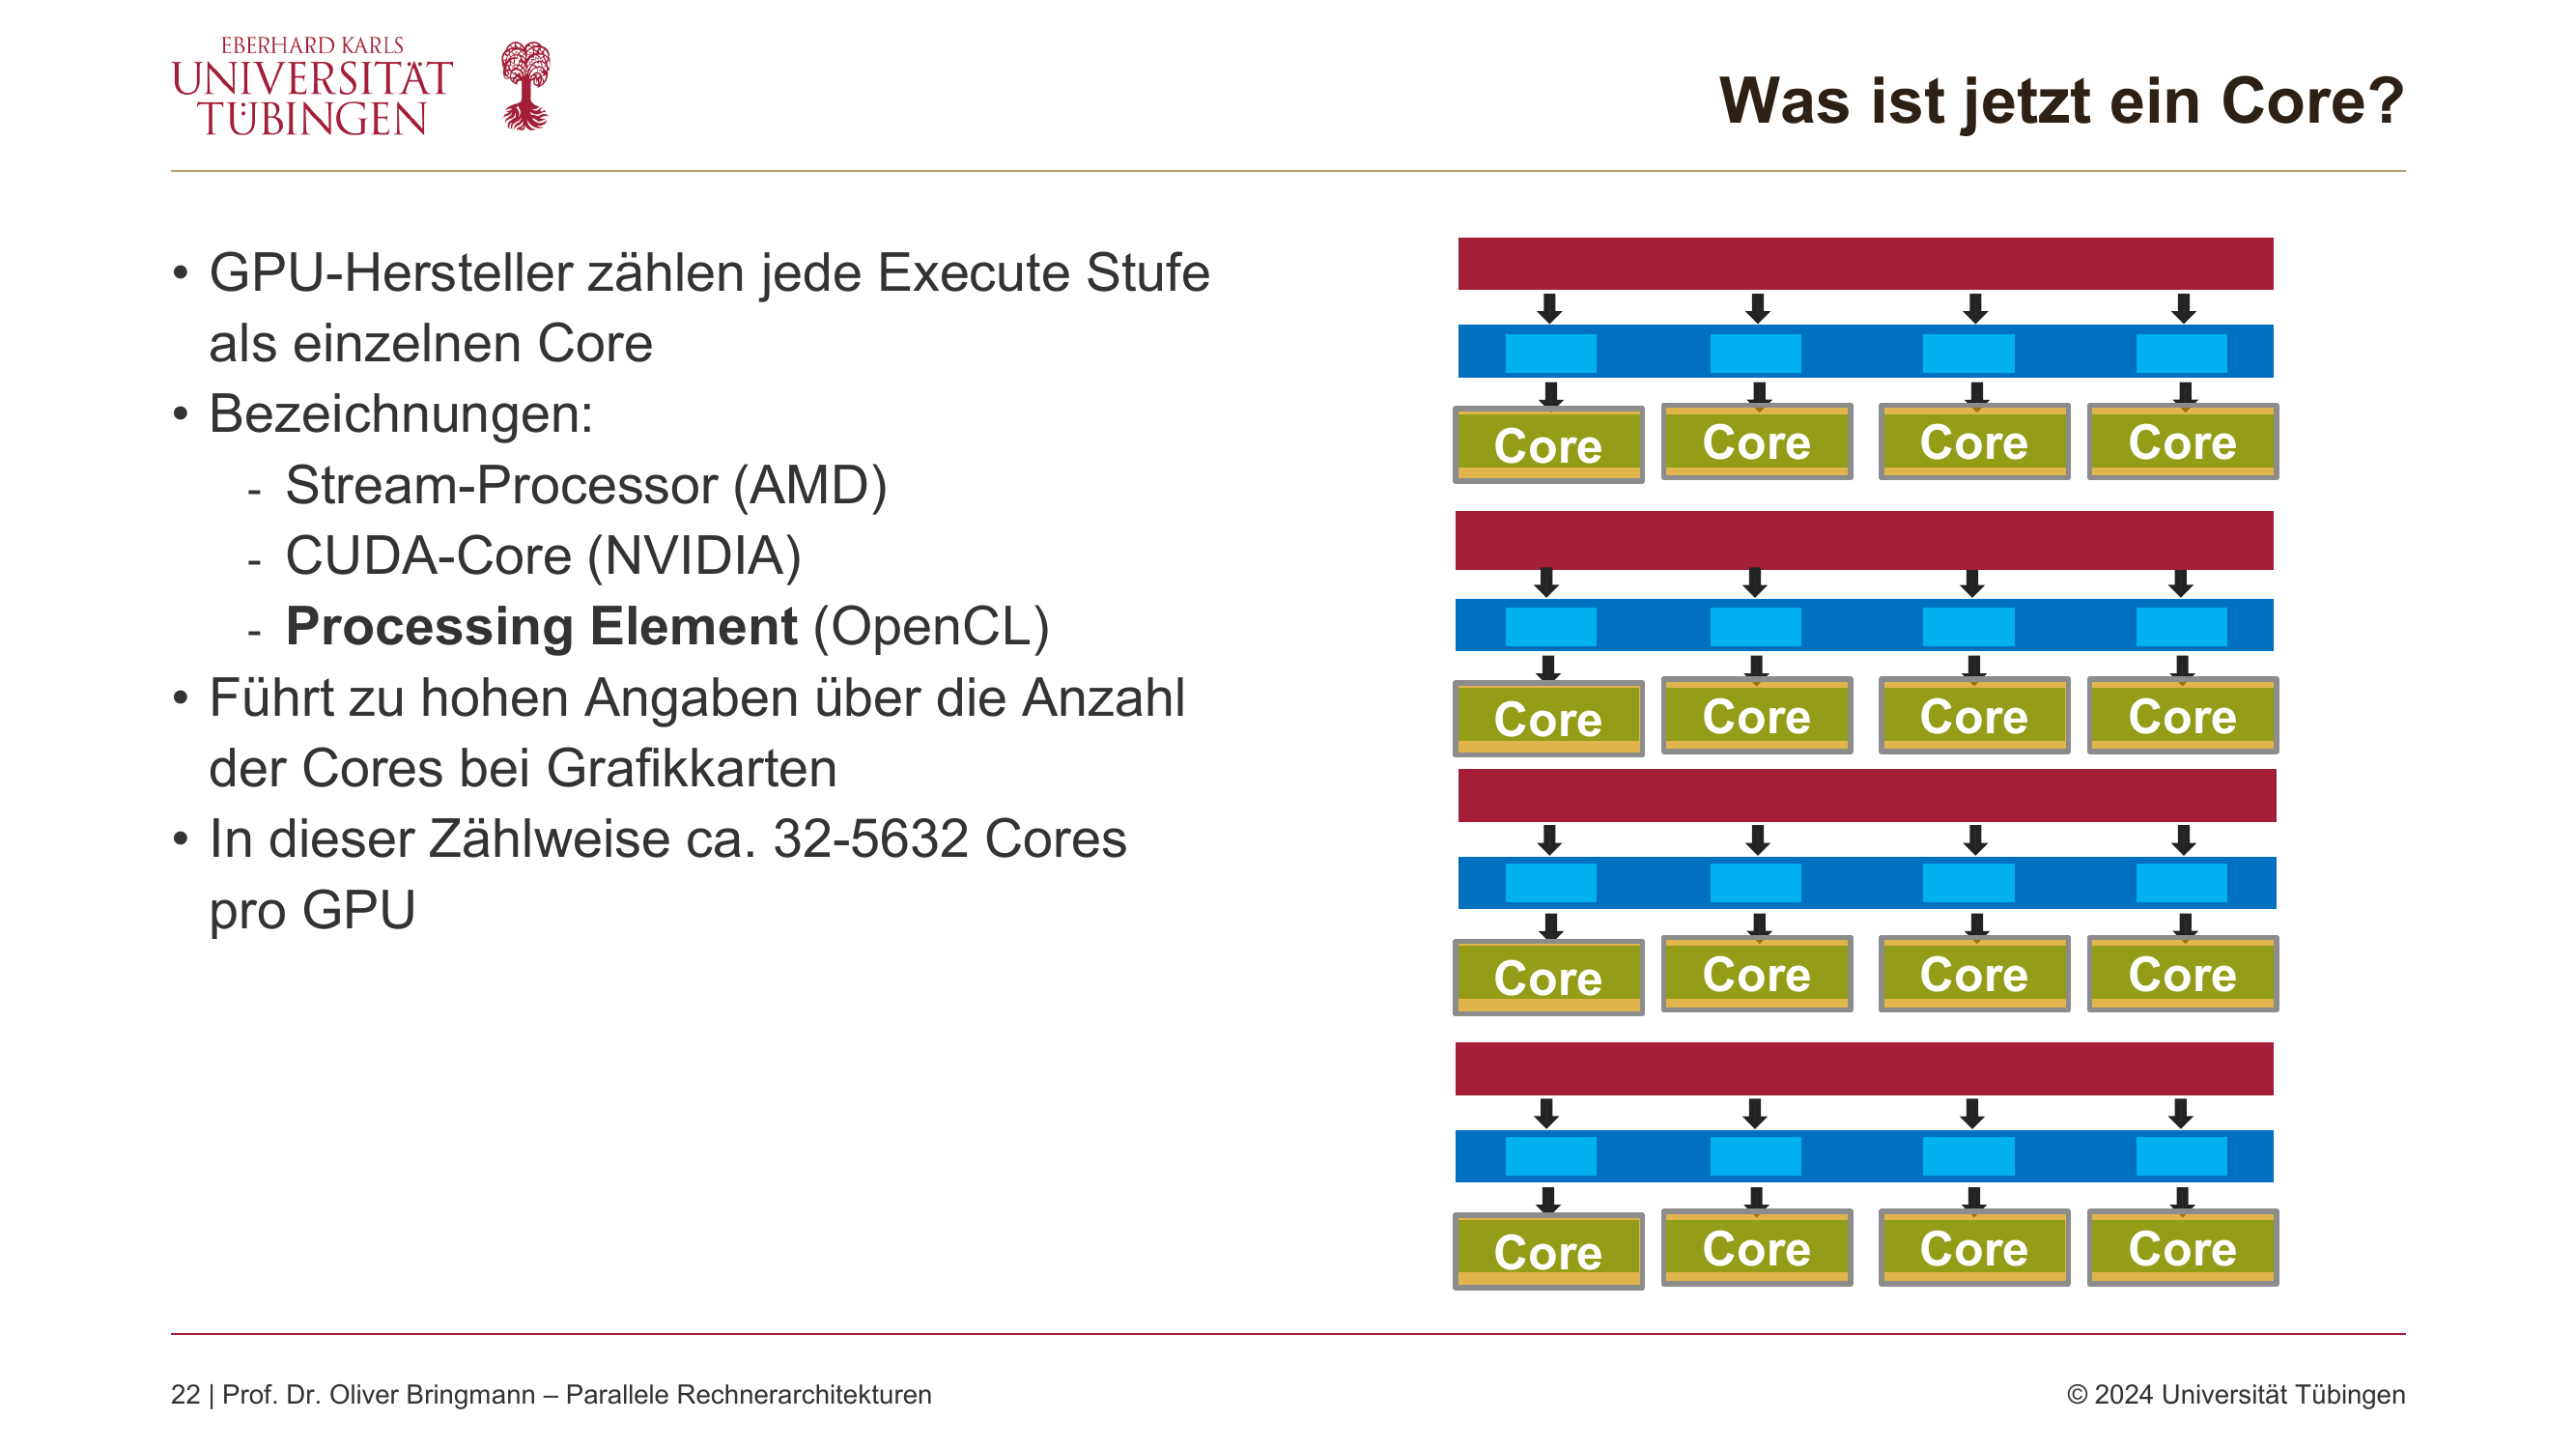 EBERHARD KARLS
UNIVERSITÄT
TÜBINGEN
Was ist jetzt ein Core?
• GPU-Hersteller zählen jede Execute Stufe
als einzelnen Core
• Bezeichnungen:
- Stream-Processor (AMD)
- CUDA-Core (NVIDIA)
- Processing Element (OpenCL)
• Führt zu hohen Angaben über die Anzahl
der Cores bei Grafikkarten
• In dieser Zählweise ca. 32-5632 Cores
pro GPU
Core Core Core Core
Core Core Core Core
Core Core Core Core
Core Core Core Core
22 | Prof. Dr. Oliver Bringmann – Parallele Rechnerarchitekturen
© 2024 Universität Tübingen